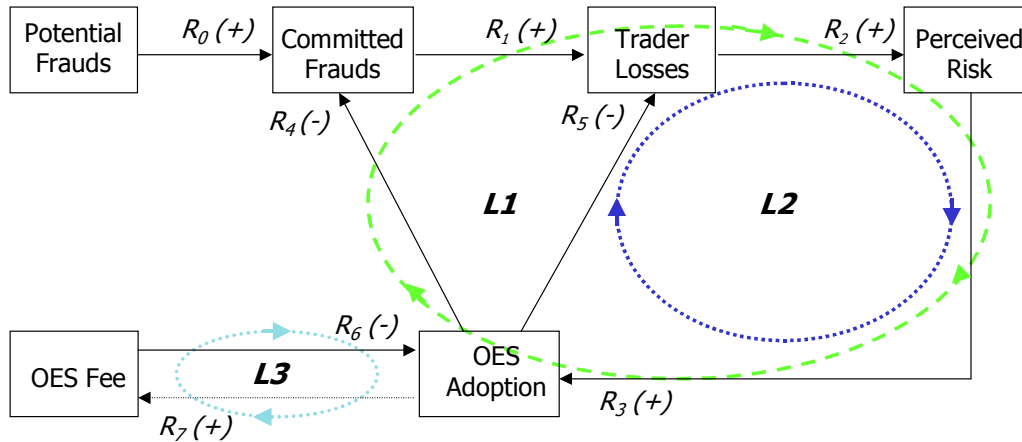 Potential
Frauds
R0 (+)
Committed
Frauds
R1 (+)
Trader
Losses
R2 (+)
Perceived
Risk
R4 (-)
R5 (-)
L1
L2
OES Fee
R6 (-)
L3
R7 (+)
OES
Adoption
R3 (+)